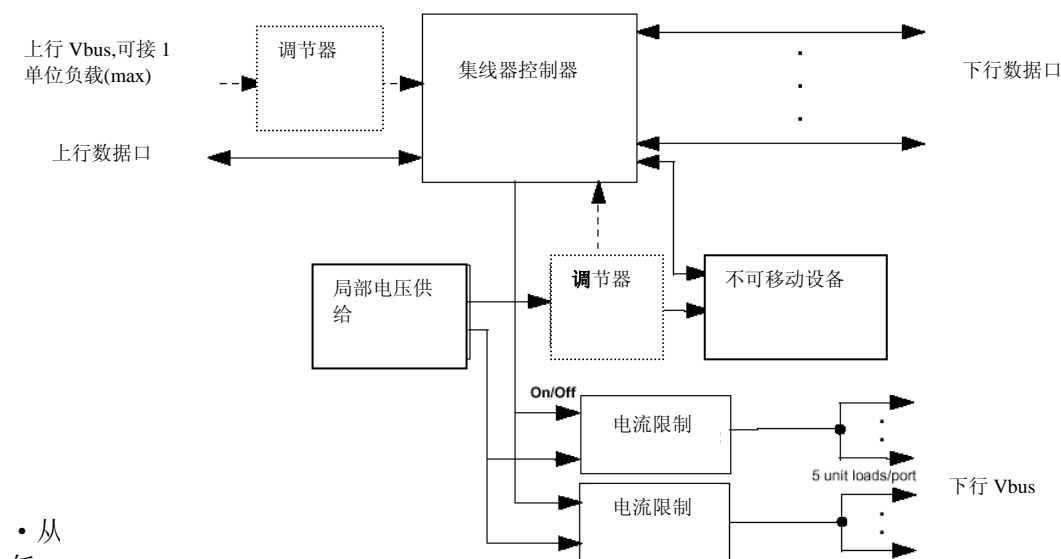 上行 Vbus,可接 1
单位负载(max)
调节器
集线器控制器
下行数据口
上行数据口
局部电压供
给
调节器
不可移动设备
On/Off
电流限制
5 unit loads/port
下行 Vbus
电流限制
·从